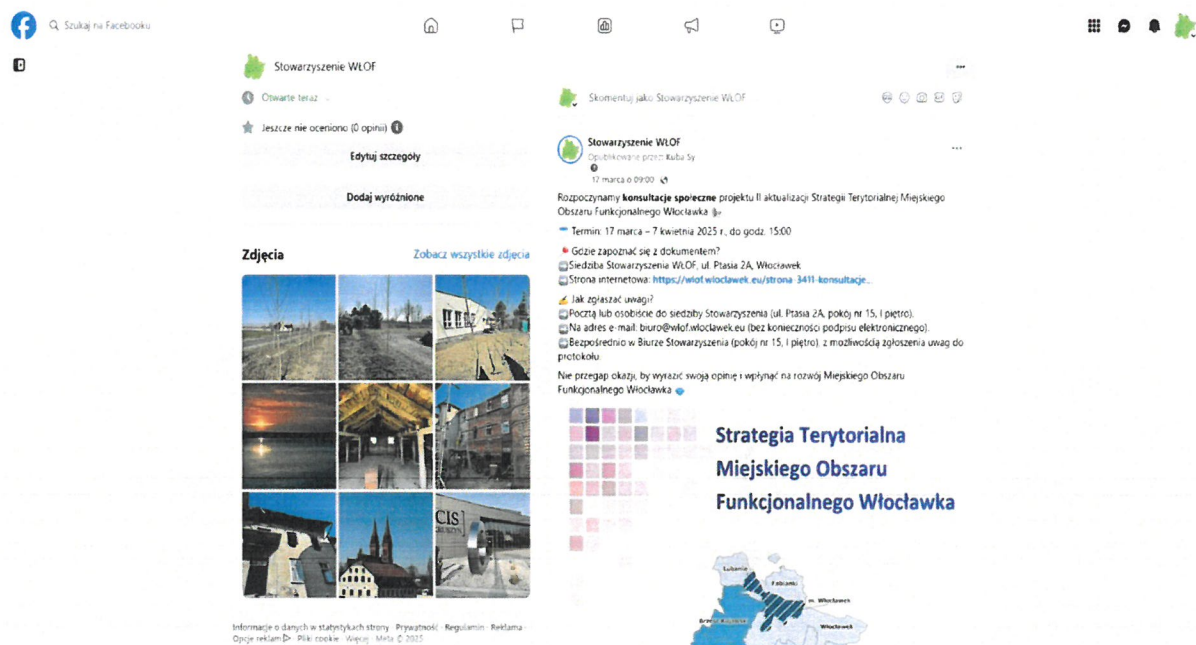 Szukaj na Facebooku
Stowarzyszenie WŁOF
Otwarte teraz
Jeszcze nie oceniono (0 opinii)
Edytuj szczegóły
Dodaj wyróżnione
Zdjęcia
Zobacz wszystkie zdjęcia
CIS
Informacje o danych w statystykach strony · Prywatność · Regulamin · Reklama ·
Opcje reklam · Pliki cookie · Więcej · Meta © 2025
Skomentuj jako Stowarzyszenie WŁOF
Stowarzyszenie WŁOF
Opublikowane przez: Kuba Sy
17 marca o 09:00
Rozpoczynamy konsultacje społeczne projektu II aktualizacji Strategii Terytorialnej Miejskiego
Obszaru Funkcjonalnego Włocławka
Termin: 17 marca – 7 kwietnia 2025 r., do godz. 15:00
Gdzie zapoznać się z dokumentem?
Siedziba Stowarzyszenia WŁOF, ul. Ptasia 2A, Włocławek
Strona internetowa: https://wlof.wloclawek.eu/strona-3411-konsultacje...
Jak zgłaszać uwagi?
Pocztą lub osobiście do siedziby Stowarzyszenia (ul. Ptasia 2A, pokój nr 15, I piętro).
Na adres e-mail: biuro@wlof.wloclawek.eu (bez konieczności podpisu elektronicznego).
Bezpośrednio w Biurze Stowarzyszenia (pokój nr 15, I piętro), z możliwością zgłoszenia uwag do
protokołu.
Nie przegap okazji, by wyrazić swoją opinię i wpłynąć na rozwój Miejskiego Obszaru
Funkcjonalnego Włocławka
Strategia Terytorialna
Miejskiego Obszaru
Funkcjonalnego Włocławka
Lubanie
Fabianki
m. Włocławek
Brześć Kujawski
Włocławek